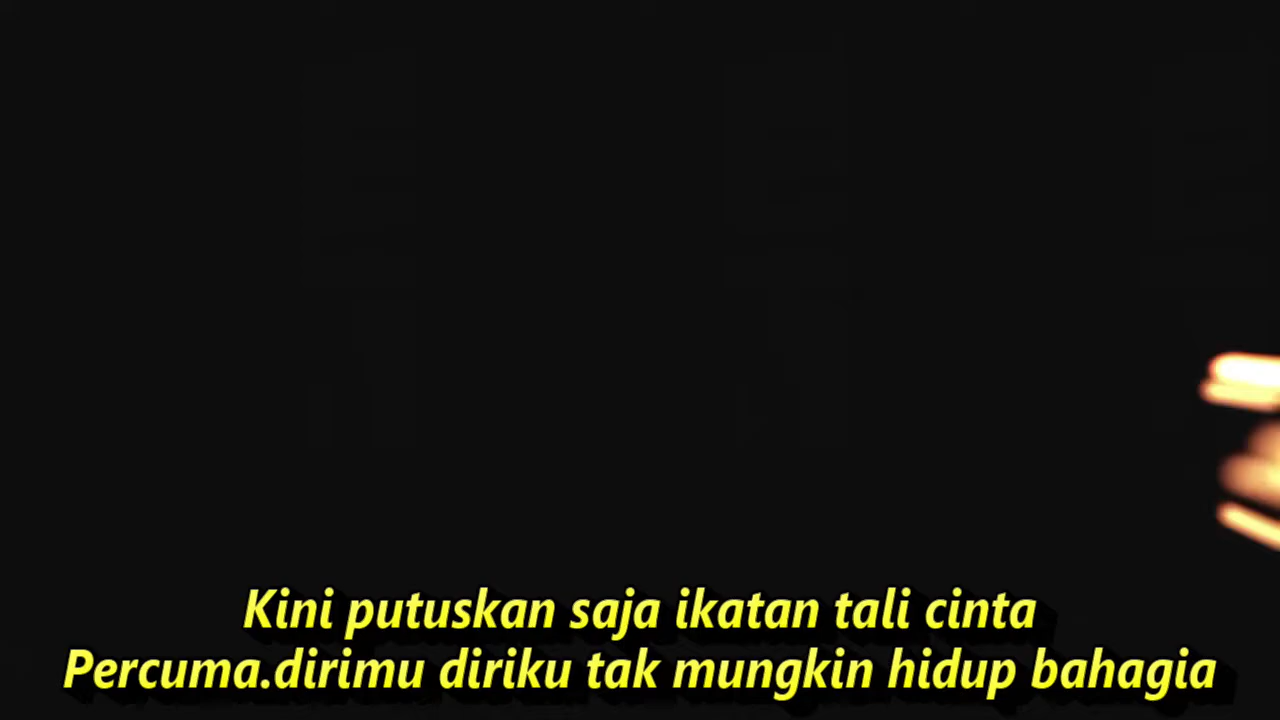 Kini putuskan saja ikatan tali cinta
Percuma.dirimu diriku tak mungkin hidup bahagia